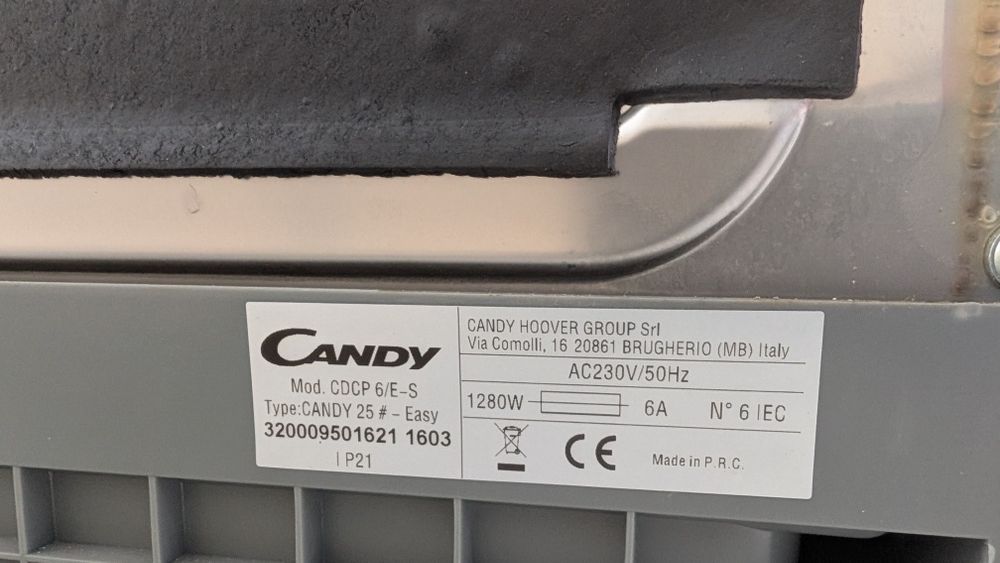 CANDY
Mod. CDCP 6/E-S
Type:CANDY 25 # - Easy
320009501621 1603
IP21
CANDY HOOVER GROUP Srl
Via Comolli, 16 20861 BRUGHERIO (MB) Italy
AC230V/50Hz
1280W 6A N° 6 IEC
CE Made in P.R.C.